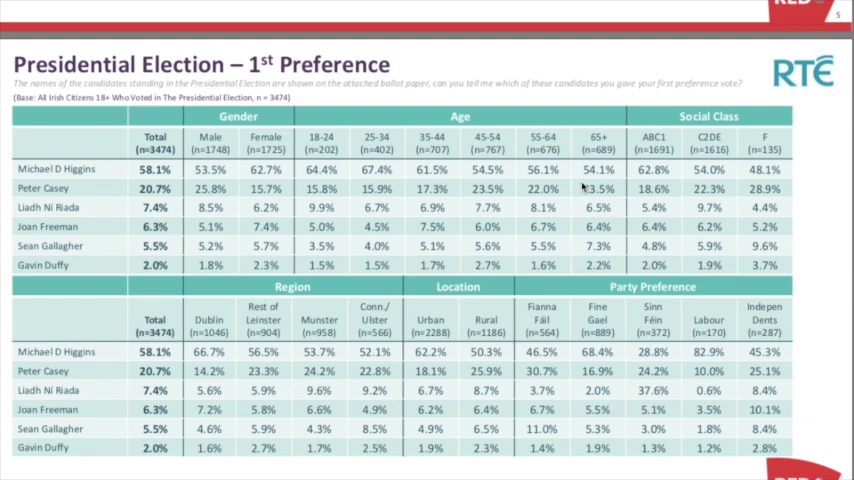 RED
5
Presidential Election – 1st Preference
RTÉ
The names of the candidates standing in the Presidential Election are shown on the attached ballot paper, can you tell me which of these candidates you gave your first preference vote?
(Base: All Irish Citizens 18+ Who Voted in The Presidential Election, n = 3474)
Gender Age Social Class
Total Male Female 18-24 25-34 35-44 45-54 55-64 65+ ABC1 C2DE F
(n=3474) (n=1748) (n=1725) (n=202) (n=402) (n=707) (n=767) (n=676) (n=689) (n=1691) (n=1616) (n=135)
Michael D Higgins 58.1% 53.5% 62.7% 64.4% 67.4% 61.5% 54.5% 56.1% 54.1% 62.8% 54.0% 48.1%
Peter Casey 20.7% 25.8% 15.7% 15.8% 15.9% 17.3% 23.5% 22.0% 23.5% 18.6% 22.3% 28.9%
Liadh Ní Riada 7.4% 8.5% 6.2% 9.9% 6.7% 6.9% 7.7% 8.1% 6.5% 5.4% 9.7% 4.4%
Joan Freeman 6.3% 5.1% 7.4% 5.0% 4.5% 7.5% 6.0% 6.7% 6.4% 6.4% 6.2% 5.2%
Sean Gallagher 5.5% 5.2% 5.7% 3.5% 4.0% 5.1% 5.6% 5.5% 7.3% 4.8% 5.9% 9.6%
Gavin Duffy 2.0% 1.8% 2.3% 1.5% 1.5% 1.7% 2.7% 1.6% 2.2% 2.0% 1.9% 3.7%
Region Location Party Preference
Rest of Conn./ Fianna Fine Sinn Indepen
Total Dublin Leinster Munster Ulster Urban Rural Fáil Gael Féin Labour Dents
(n=3474) (n=1046) (n=904) (n=958) (n=566) (n=2288) (n=1186) (n=564) (n=889) (n=372) (n=170) (n=287)
Michael D Higgins 58.1% 66.7% 56.5% 53.7% 52.1% 62.2% 50.3% 46.5% 68.4% 28.8% 82.9% 45.3%
Peter Casey 20.7% 14.2% 23.3% 24.2% 22.8% 18.1% 25.9% 30.7% 16.9% 24.2% 10.0% 25.1%
Liadh Ní Riada 7.4% 5.6% 5.9% 9.6% 9.2% 6.7% 8.7% 3.7% 2.0% 37.6% 0.6% 8.4%
Joan Freeman 6.3% 7.2% 5.8% 6.6% 4.9% 6.2% 6.4% 6.7% 5.5% 5.1% 3.5% 10.1%
Sean Gallagher 5.5% 4.6% 5.9% 4.3% 8.5% 4.9% 6.5% 11.0% 5.3% 3.0% 1.8% 8.4%
Gavin Duffy 2.0% 1.6% 2.7% 1.7% 2.5% 1.9% 2.3% 1.4% 1.9% 1.3% 1.2% 2.8%
RED